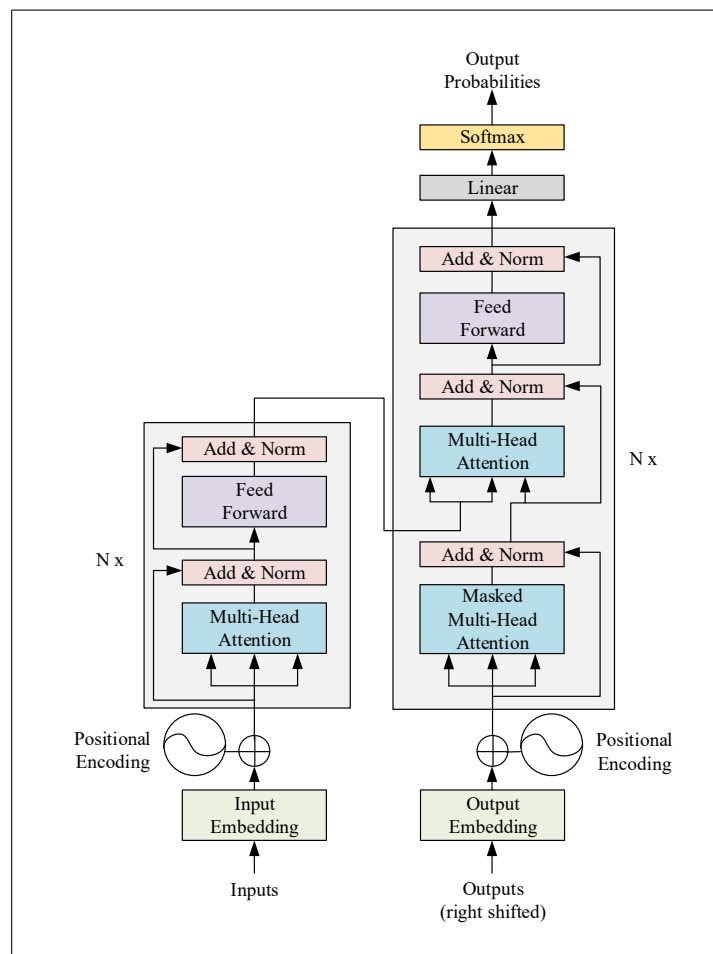 Output
Probabilities
Softmax
Linear
Add & Norm
Feed
Forward
Add & Norm
Multi-Head
Attention
N x
Add & Norm
Masked
Multi-Head
Attention
Add & Norm
Feed
Forward
N x
Add & Norm
Multi-Head
Attention
Positional
Encoding
Positional
Encoding
Input
Embedding
Output
Embedding
Inputs
Outputs
(right shifted)